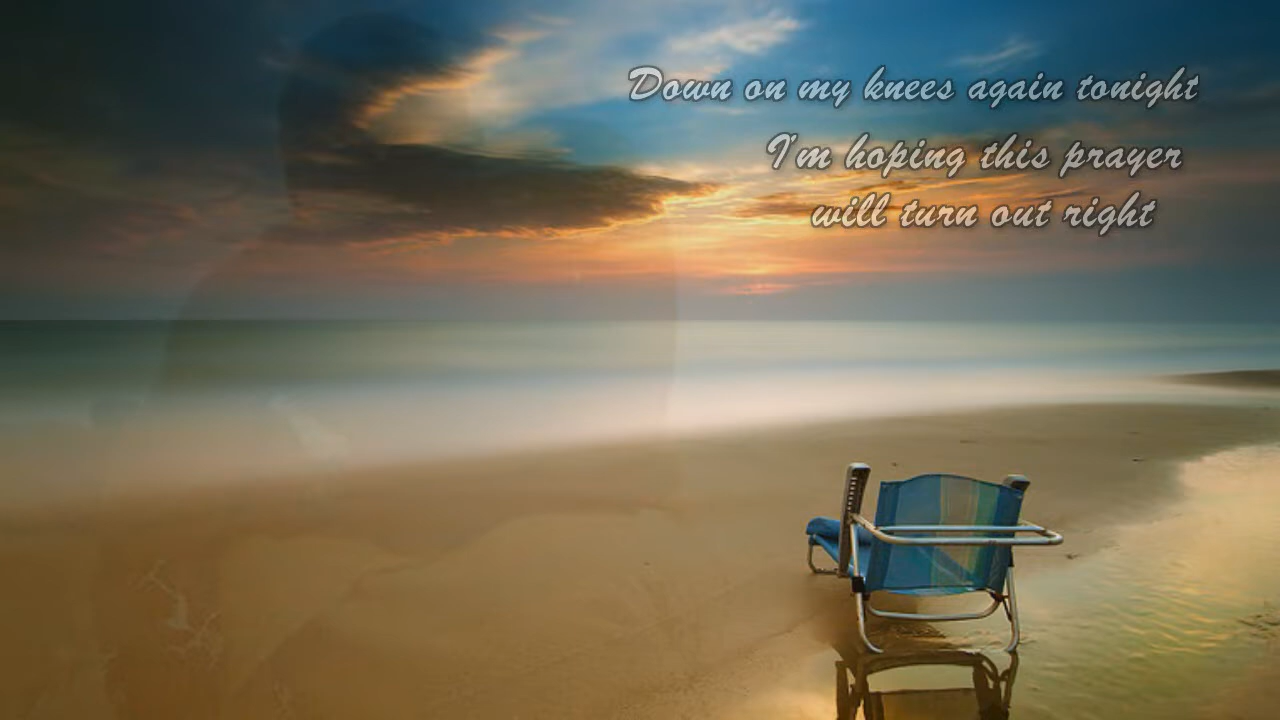 Down on my knees again tonight
I'm hoping this prayer
will turn out right